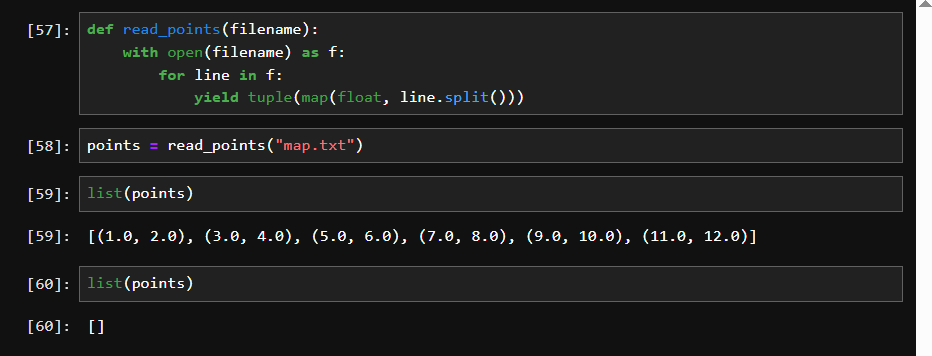 [57]: def read_points(filename):
with open(filename) as f:
for line in f:
yield tuple(map(float, line.split()))
[58]: points = read_points("map.txt")
[59]: list(points)
[59]: [(1.0, 2.0), (3.0, 4.0), (5.0, 6.0), (7.0, 8.0), (9.0, 10.0), (11.0, 12.0)]
[60]: list(points)
[60]: []